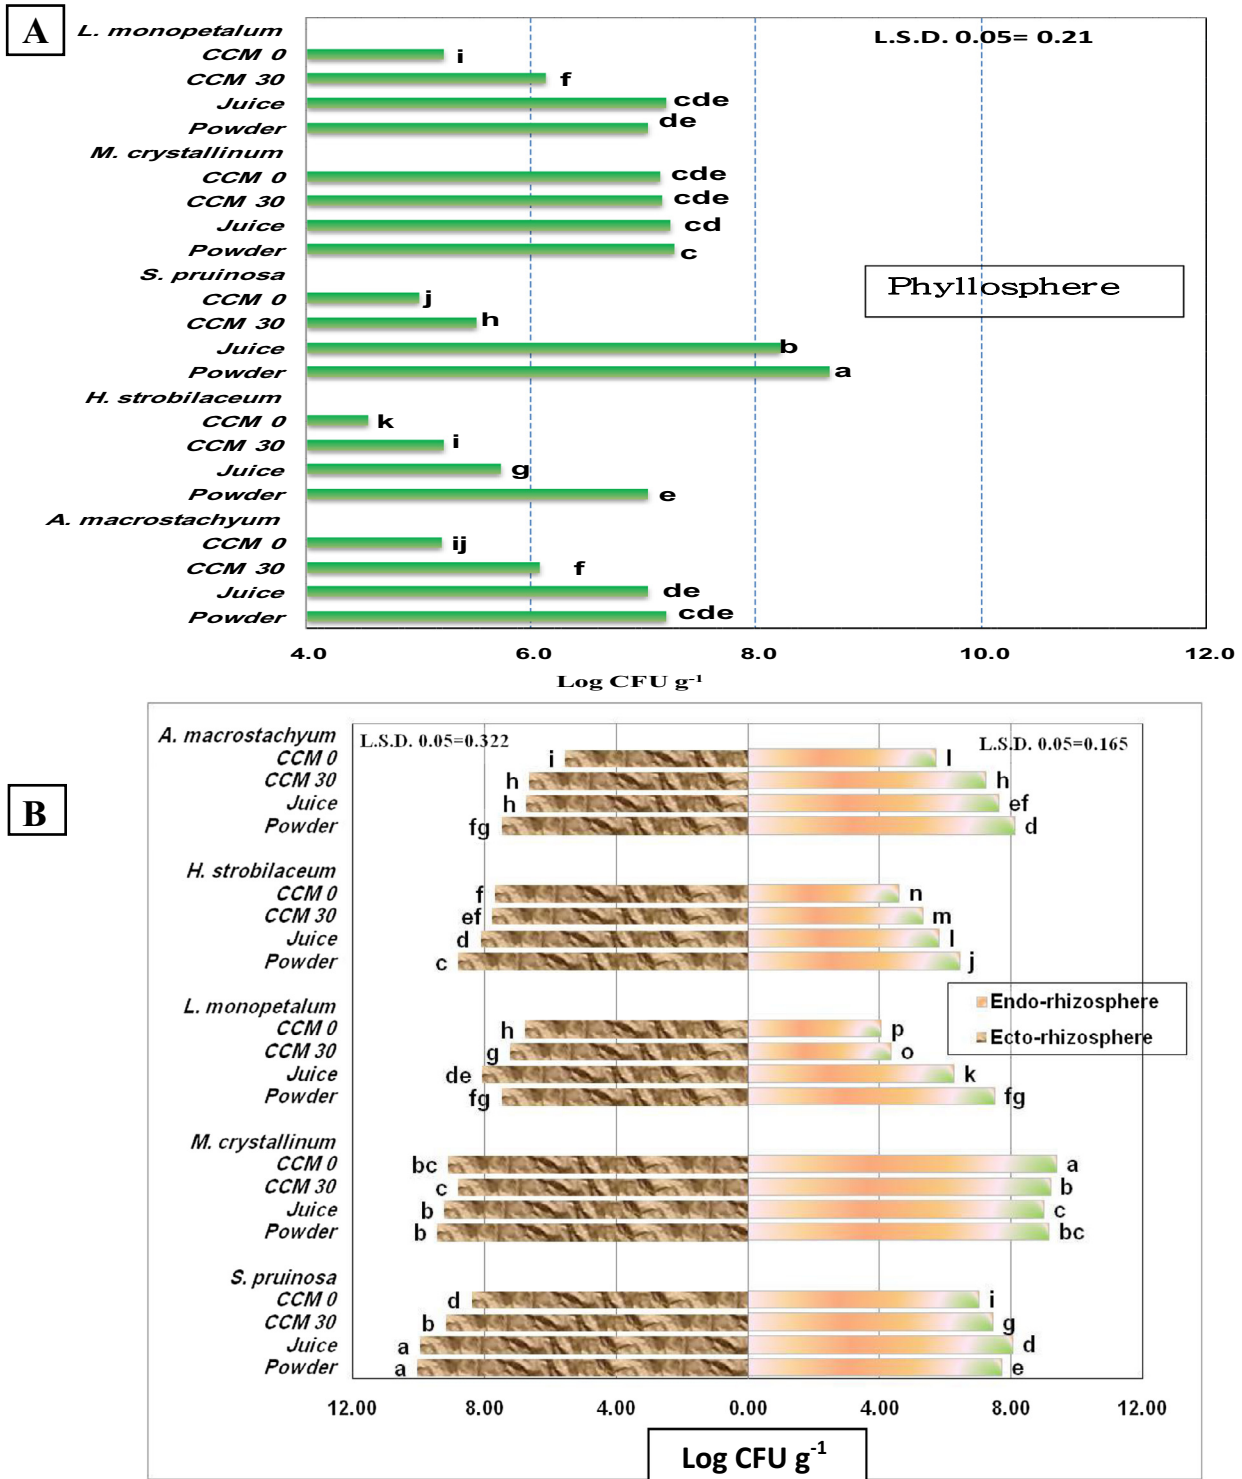 A
L. monopetalum
L.S.D. 0.05= 0.21
CCM 0 i
CCM 30 f
Juice cde
Powder de
M. crystallinum
CCM 0 cde
CCM 30 cde
Juice cd
Powder c
S. pruinosa
Phyllosphere
CCM 0 j
CCM 30 h
Juice b
Powder a
H. strobilaceum
CCM 0 k
CCM 30 i
Juice g
Powder e
A. macrostachyum
CCM 0 ij
CCM 30 f
Juice de
Powder cde
4.0 6.0 8.0 10.0 12.0
Log CFU g-1
B
A. macrostachyum
L.S.D. 0.05=0.322 L.S.D. 0.05=0.165
CCM 0 i l
CCM 30 h h
Juice h ef
Powder fg d
H. strobilaceum
CCM 0 f n
CCM 30 ef m
Juice d l
Powder c j
Endo-rhizosphere
Ecto-rhizosphere
L. monopetalum
CCM 0 h p
CCM 30 g o
Juice de k
Powder fg fg
M. crystallinum
CCM 0 bc a
CCM 30 c b
Juice b c
Powder b bc
S. pruinosa
CCM 0 d i
CCM 30 b g
Juice a d
Powder a e
12.00 8.00 4.00 0.00 4.00 8.00 12.00
Log CFU g-1